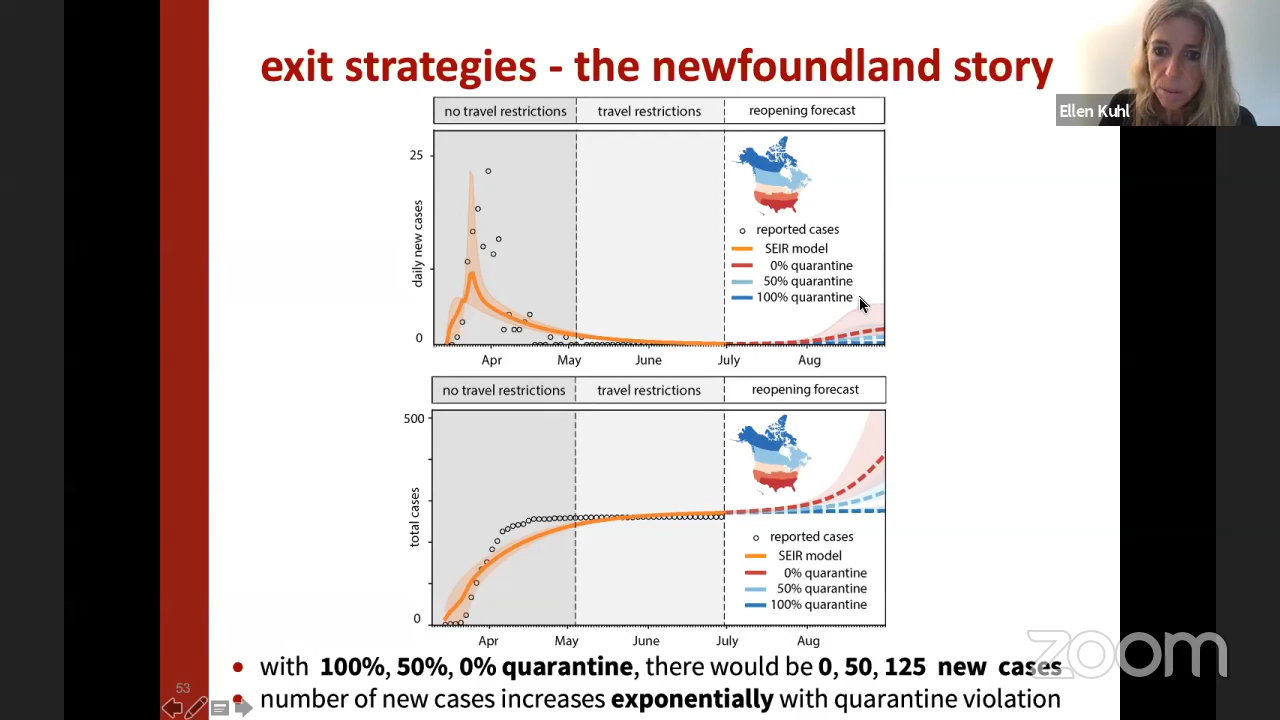 exit strategies - the newfoundland story
Ellen Kuhl
no travel restrictions
travel restrictions
reopening forecast
25
daily new cases
0
reported cases
SEIR model
0% quarantine
50% quarantine
100% quarantine
Apr
May
June
July
Aug
no travel restrictions
travel restrictions
reopening forecast
500
total cases
0
reported cases
SEIR model
0% quarantine
50% quarantine
100% quarantine
Apr
May
June
July
Aug
• with 100%, 50%, 0% quarantine, there would be 0, 50, 125 new cases
• number of new cases increases exponentially with quarantine violation
53
zoom